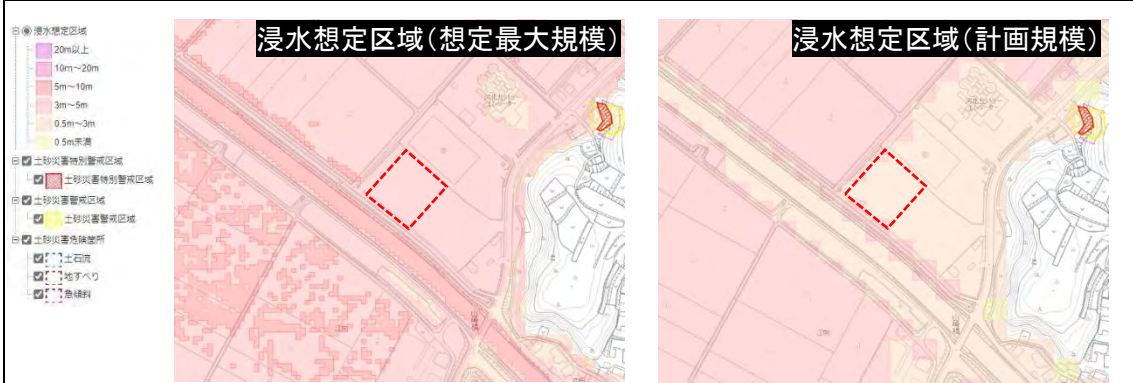 浸水想定区域
20m以上
10m～20m
5m～10m
3m～5m
0.5m～3m
0.5m未満
土砂災害特別警戒区域
土砂災害特別警戒区域
土砂災害警戒区域
土砂災害警戒区域
土砂災害危険箇所
土石流
地すべり
急傾斜
浸水想定区域（想定最大規模）
江向
浸水想定区域（計画規模）